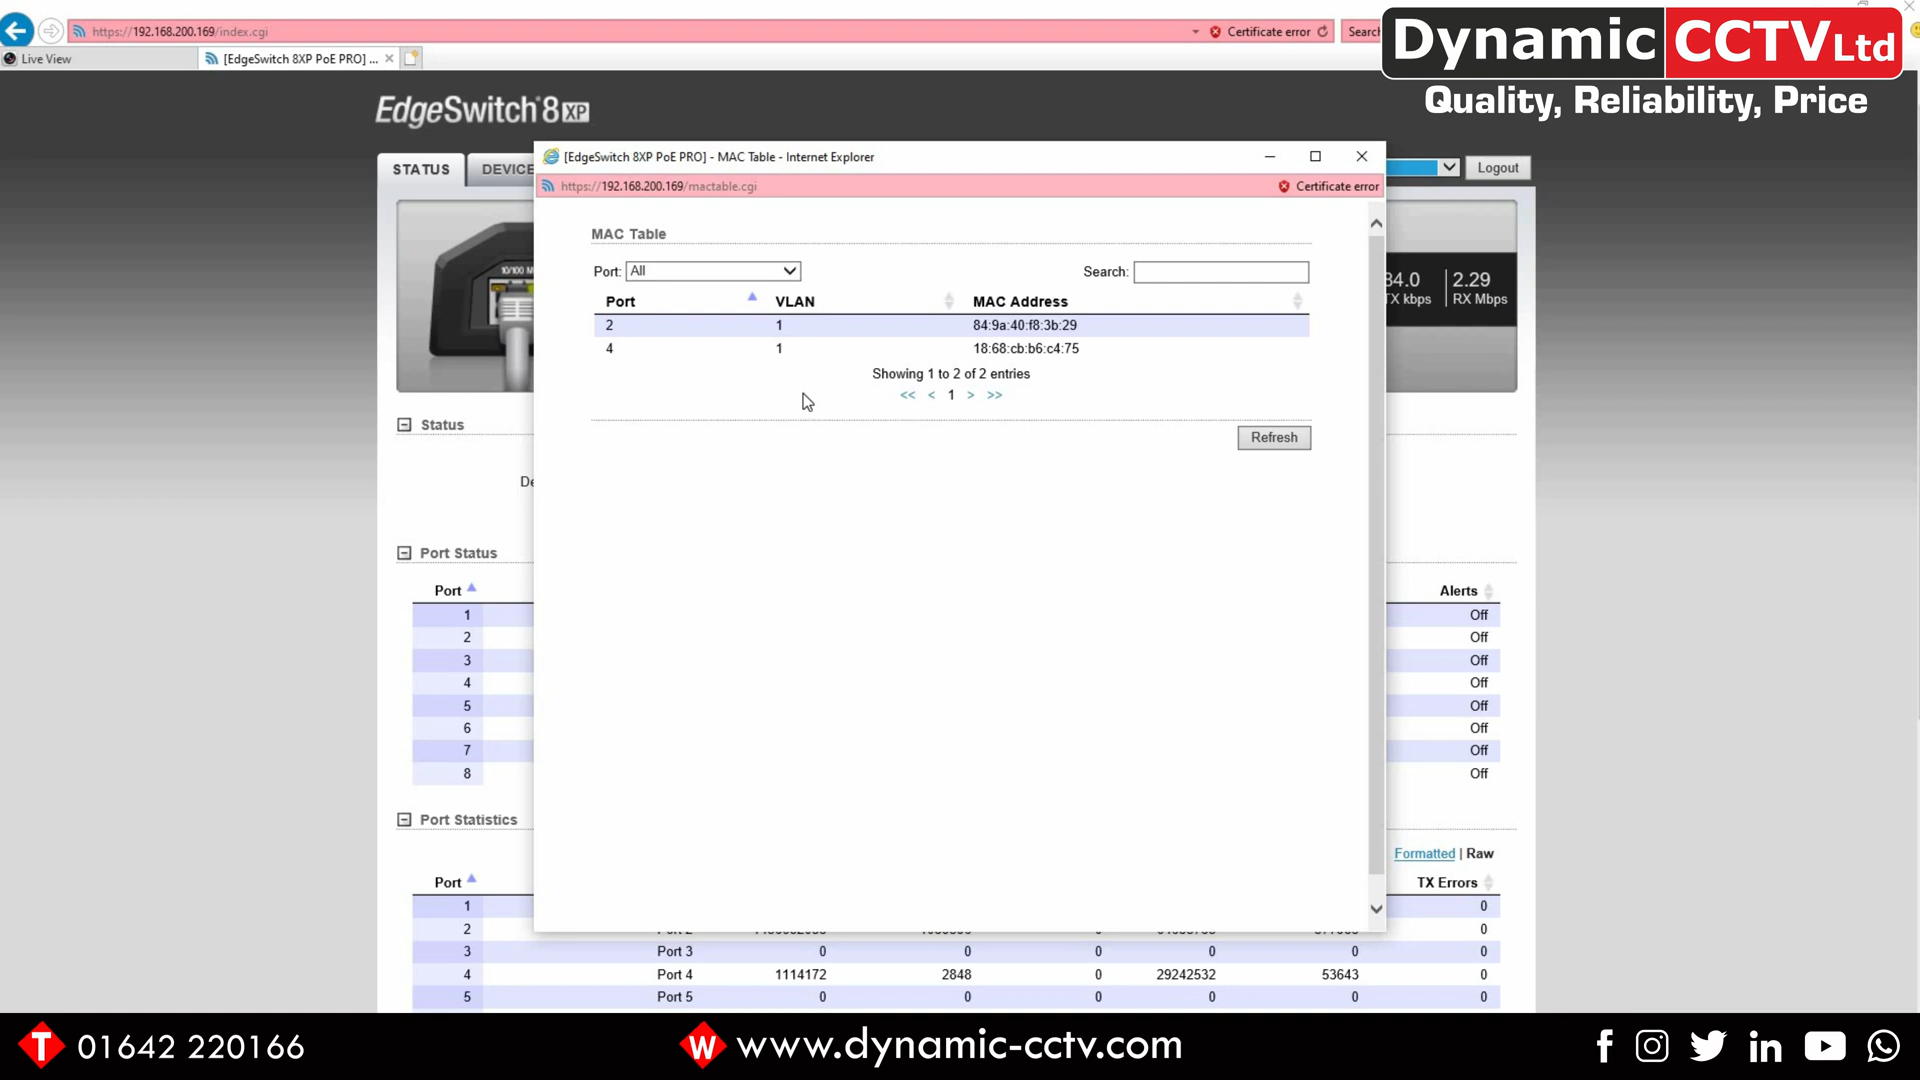 https://192.168.200.169/index.cgi
Certificate error
Live View
[EdgeSwitch 8XP PoE PRO] ...
Dynamic CCTV Ltd
Quality, Reliability, Price
EdgeSwitch 8 XP
STATUS
Logout
[EdgeSwitch 8XP PoE PRO] - MAC Table - Internet Explorer
https://192.168.200.169/mactable.cgi
Certificate error
MAC Table
Port: All
Search:
Port VLAN MAC Address
2 1 84:9a:40:f8:3b:29
4 1 18:68:cb:b6:c4:75
Showing 1 to 2 of 2 entries
<< < 1 > >>
Refresh
10/100
2.29
TX kbps RX Mbps
Status
Port Status
Port Alerts
1 Off
2 Off
3 Off
4 Off
5 Off
6 Off
7 Off
8 Off
Port Statistics
Formatted | Raw
Port TX Errors
1 0
2 0
3 Port 3 0 0 0 0 0 0
4 Port 4 1114172 2848 0 29242532 53643 0
5 Port 5 0 0 0 0 0 0
T 01642 220166
W www.dynamic-cctv.com